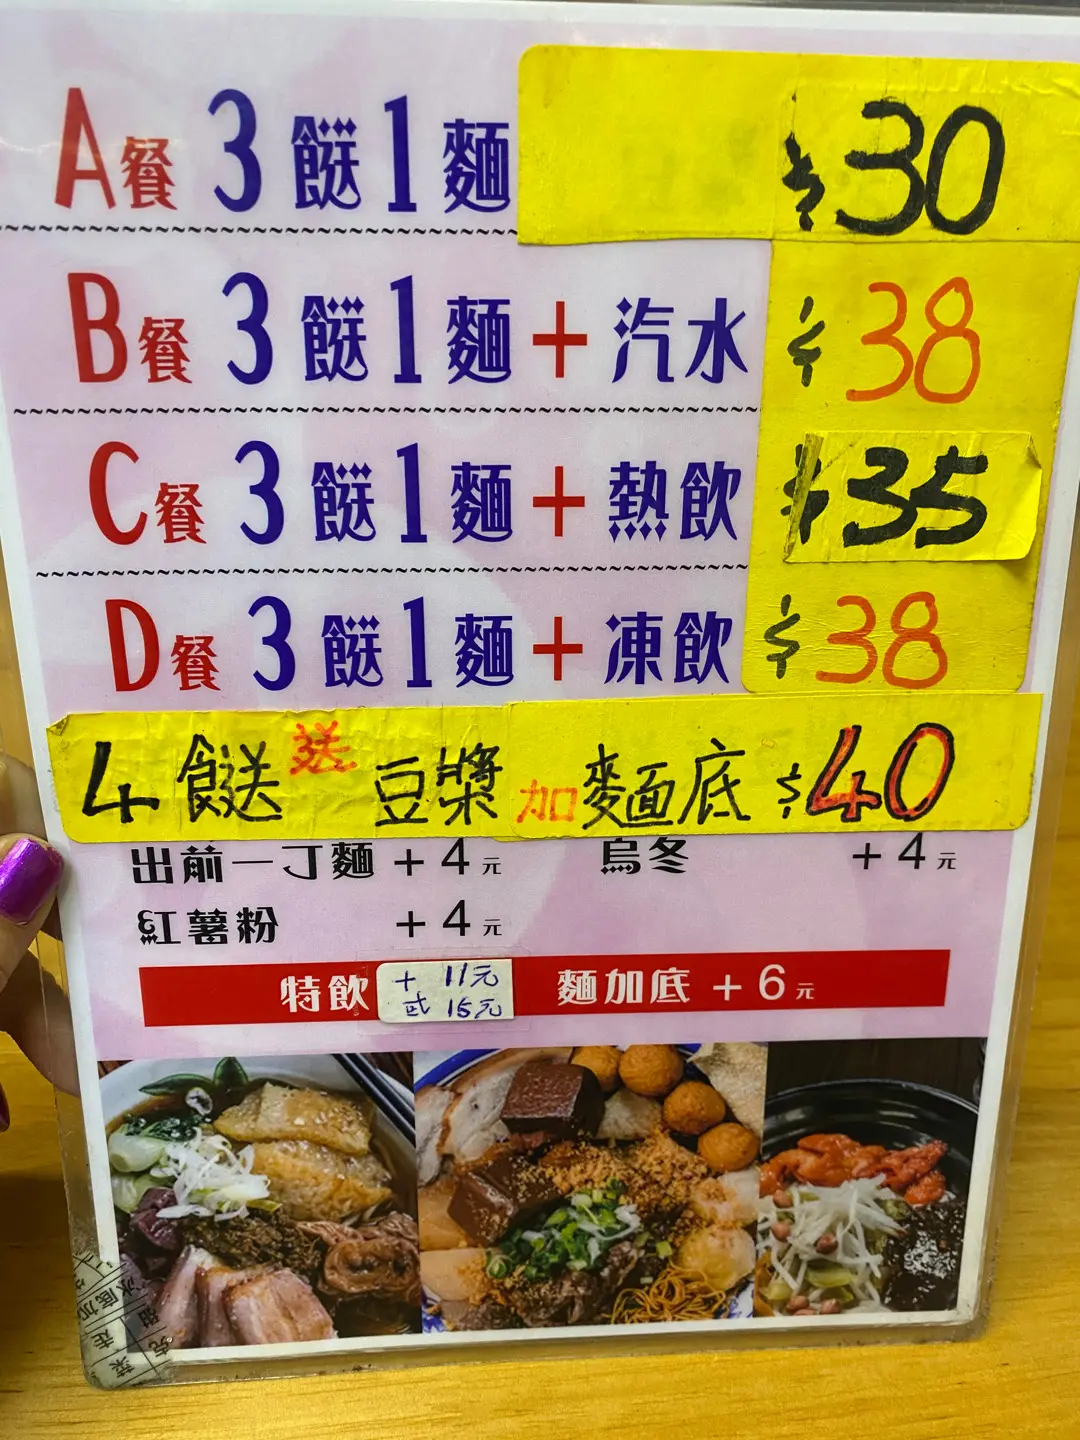 A餐 3餸1麵 $30
B餐 3餸1麵+汽水 $38
C餐 3餸1麵+熱飲 $35
D餐 3餸1麵+凍飲 $38
4餸送豆漿加麵底 $40
出前一丁麵 +4元 烏冬 +4元
紅薯粉 +4元
特飲 + 11元 或 15元 麵加底 +6元